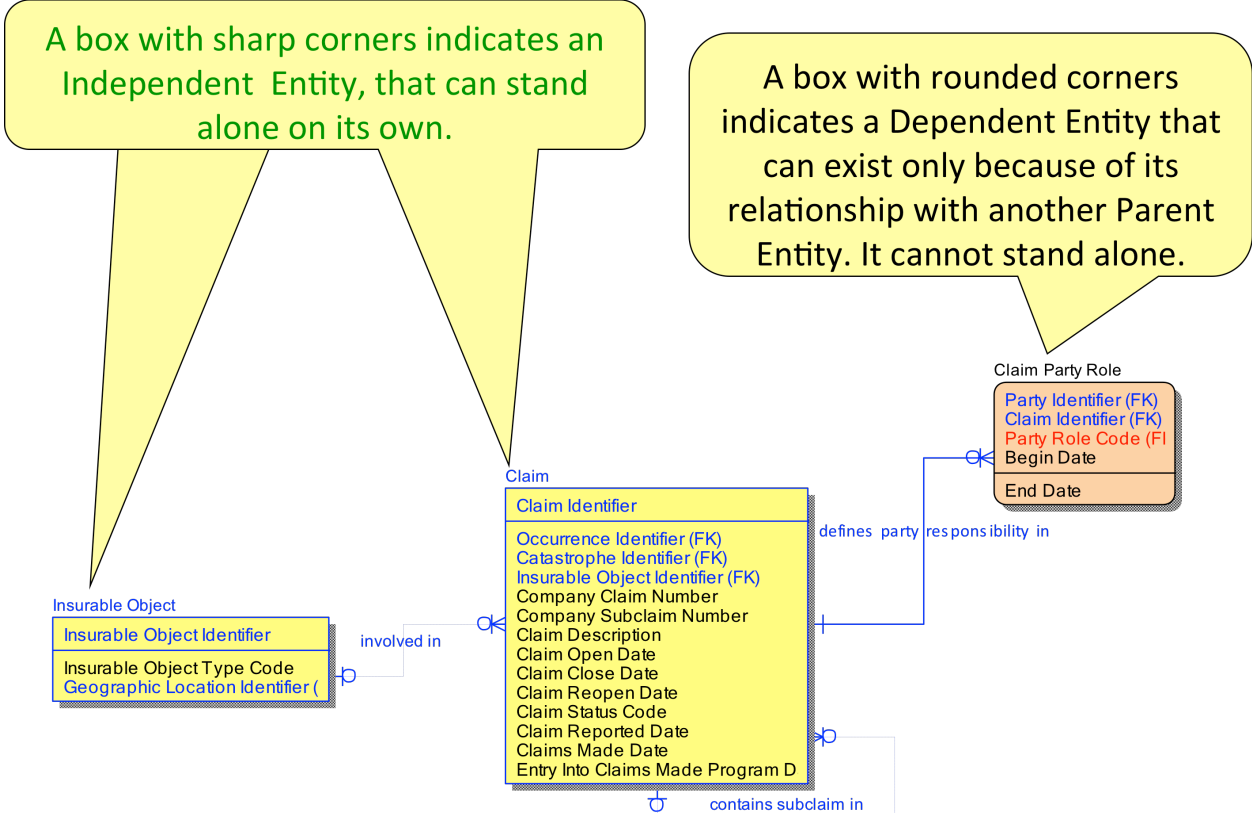 A box with sharp corners indicates an
Independent Entity, that can stand
alone on its own.
A box with rounded corners
indicates a Dependent Entity that
can exist only because of its
relationship with another Parent
Entity. It cannot stand alone.
Claim Party Role
Party Identifier (FK)
Claim Identifier (FK)
Party Role Code (FI
Begin Date
End Date
Claim
Claim Identifier
Occurrence Identifier (FK)
Catastrophe Identifier (FK)
Insurable Object Identifier (FK)
Company Claim Number
Company Subclaim Number
Claim Description
Claim Open Date
Claim Close Date
Claim Reopen Date
Claim Status Code
Claim Reported Date
Claims Made Date
Entry Into Claims Made Program D
defines party responsibility in
Insurable Object
Insurable Object Identifier
Insurable Object Type Code
Geographic Location Identifier (
involved in
contains subclaim in